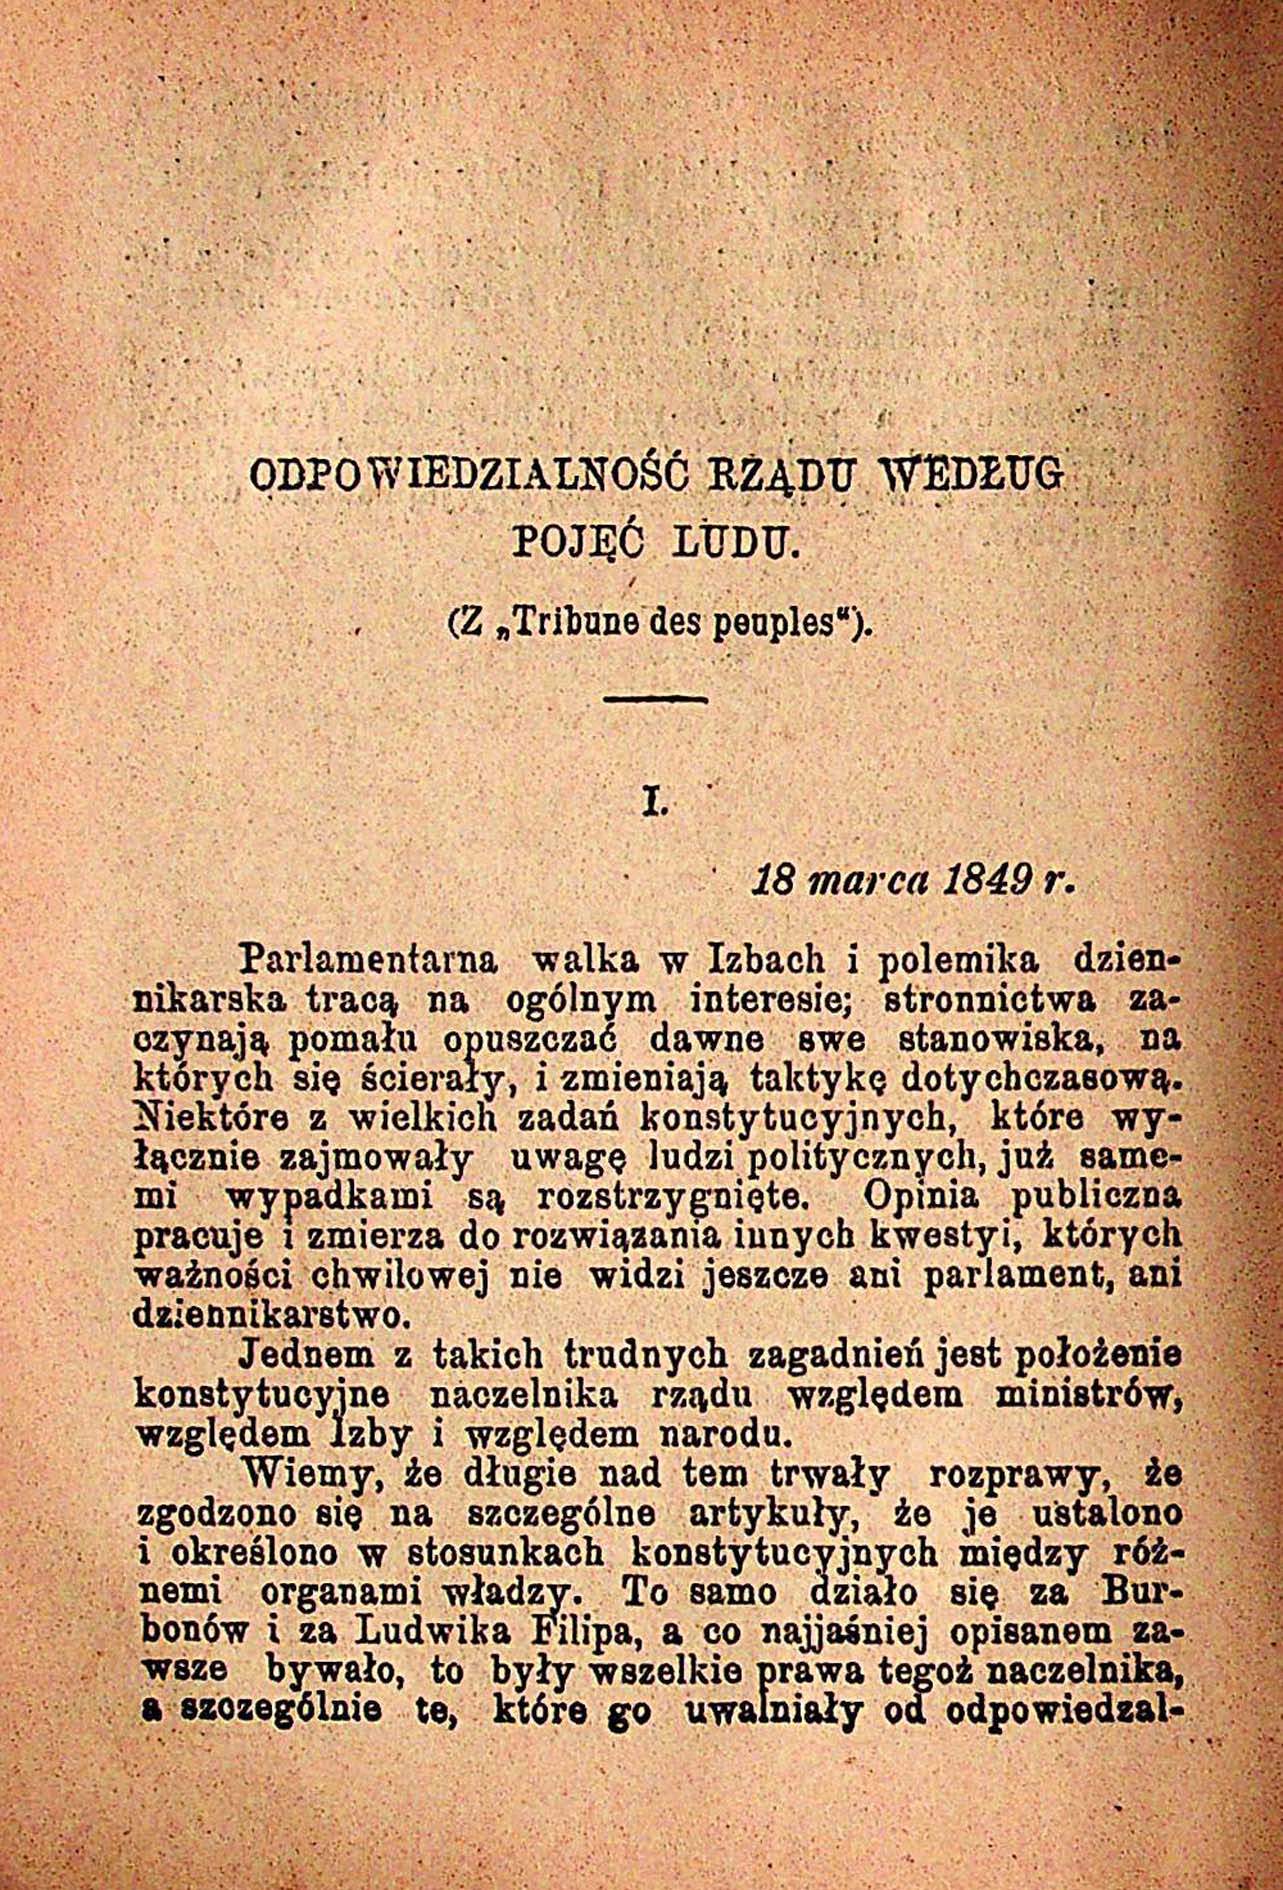 ODPOWIEDZIALNOŚĆ RZĄDU WEDŁUG
POJĘĆ LUDU.
(Z „Tribune des peuples“).
I.
18 marca 1849 r.
Parlamentarna walka w Izbach i polemika dzien-
nikarska tracą na ogólnym interesie; stronnictwa za-
czynają pomału opuszczać dawne swe stanowiska, na
których się ścierały, i zmieniają taktykę dotychczasową.
Niektóre z wielkich zadań konstytucyjnych, które wy-
łącznie zajmowały uwagę ludzi politycznych, już same-
mi wypadkami są rozstrzygnięte. Opinia publiczna
pracuje i zmierza do rozwiązania innych kwestyi, których
ważności chwilowej nie widzi jeszcze ani parlament, ani
dziennikarstwo.
Jednem z takich trudnych zagadnień jest położenie
konstytucyjne naczelnika rządu względem ministrów,
względem Izby i względem narodu.
Wiemy, że długie nad tem trwały rozprawy, że
zgodzono się na szczególne artykuły, że je ustalono
i określono w stosunkach konstytucyjnych między róż-
nemi organami władzy. To samo działo się za Bur-
bonów i za Ludwika Filipa, a co najjaśniej opisanem za-
wsze bywało, to były wszelkie prawa tegoż naczelnika,
a szczególnie te, które go uwalniały od odpowiedzal-